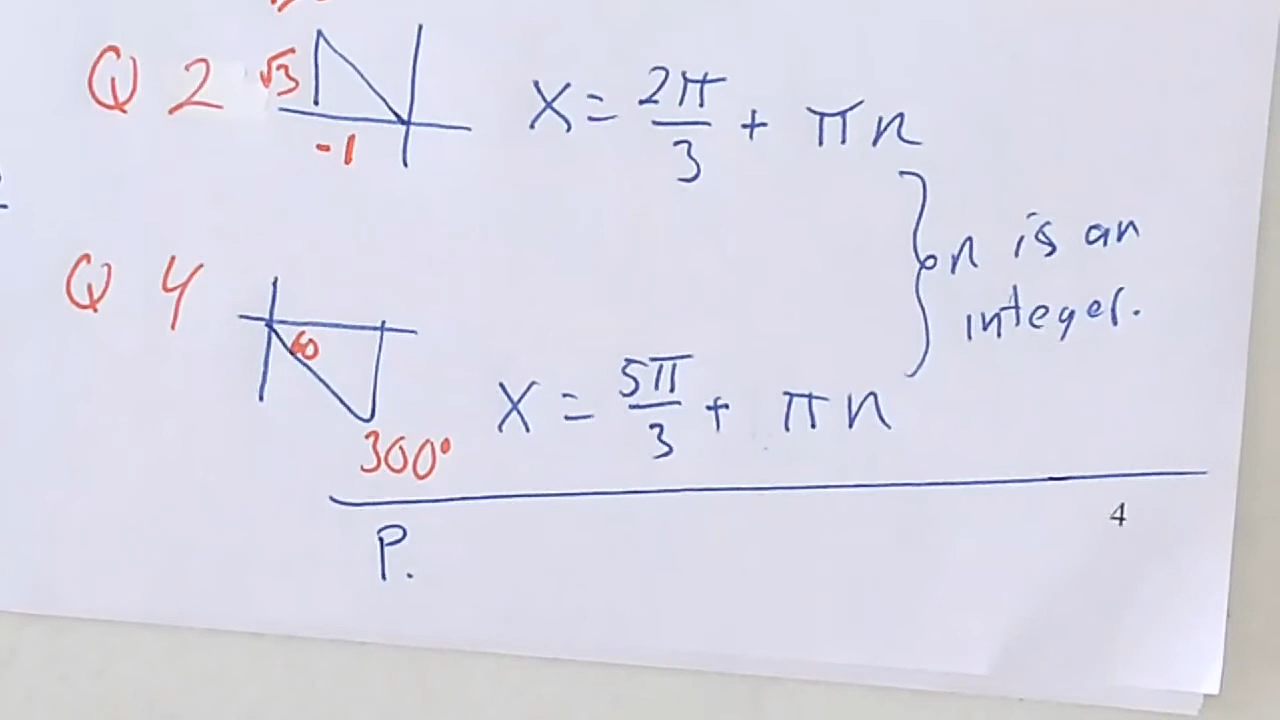 Q 2 √3 -1 X = 2π/3 + πn
n is an
integer.
Q 4 60 300° X = 5π/3 + πn
4
P.